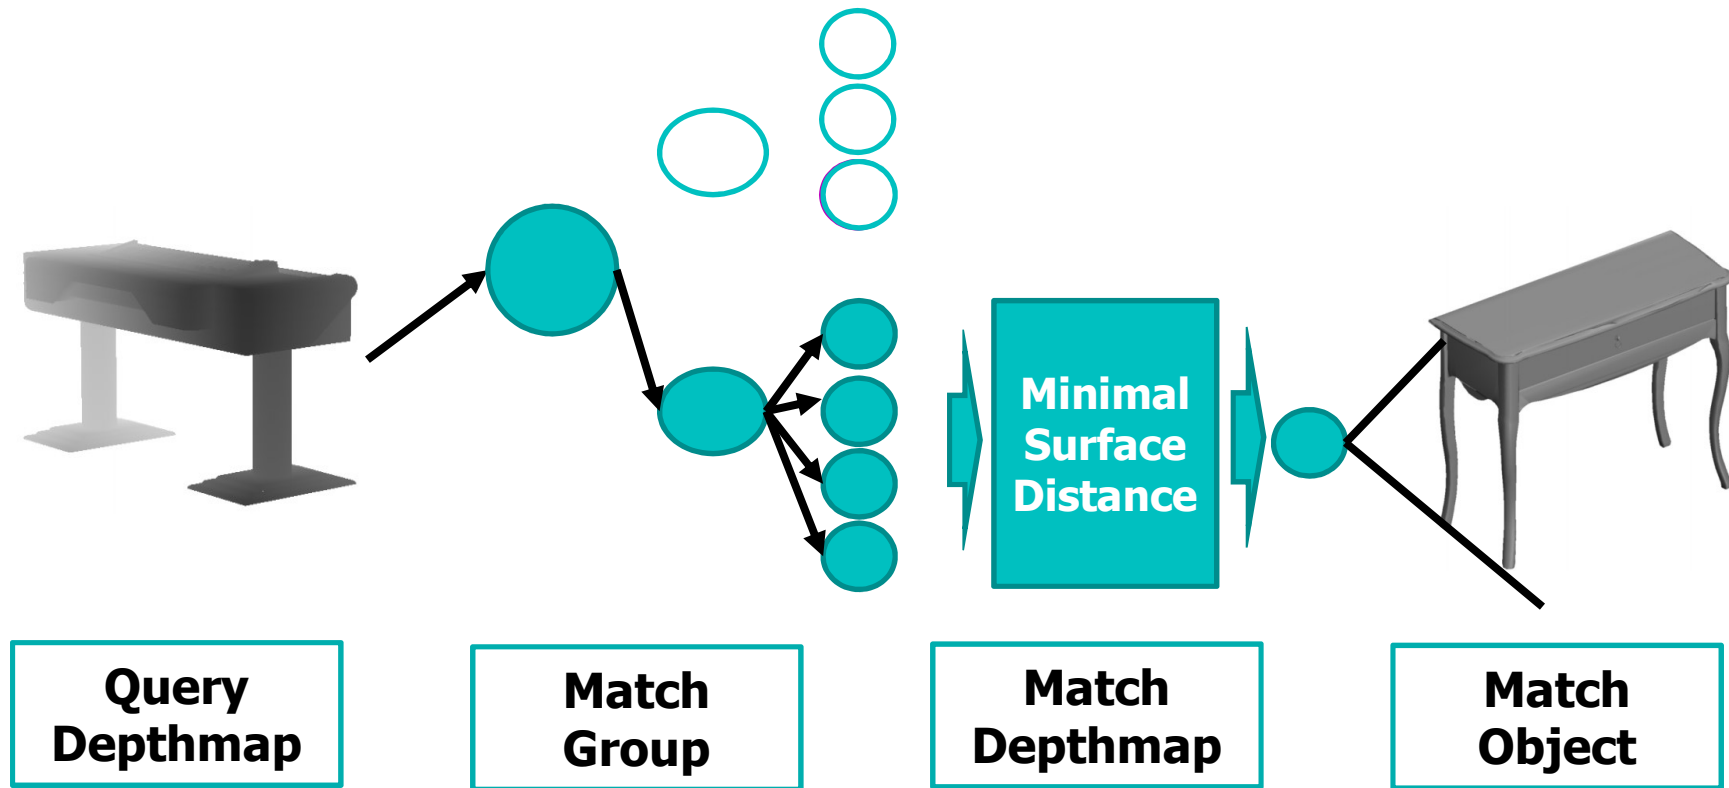 Minimal
Surface
Distance
Query
Depthmap
Match
Group
Match
Depthmap
Match
Object